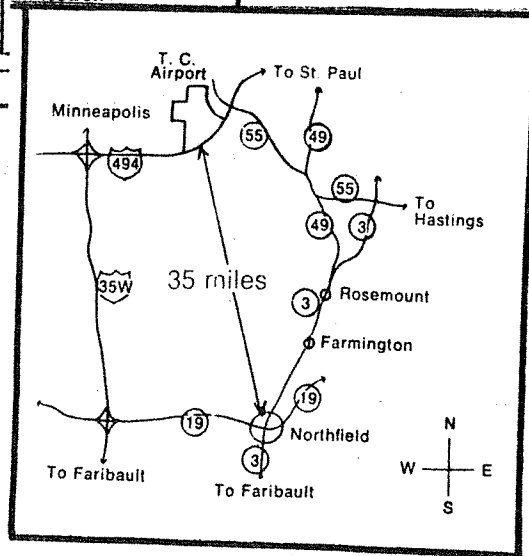 T. C.
Airport
To St. Paul
Minneapolis
55
49
494
55
To
Hastings
49
3
35W
35 miles
3
Rosemount
Farmington
19
19
Northfield
3
To Faribault
To Faribault
N
W
E
S